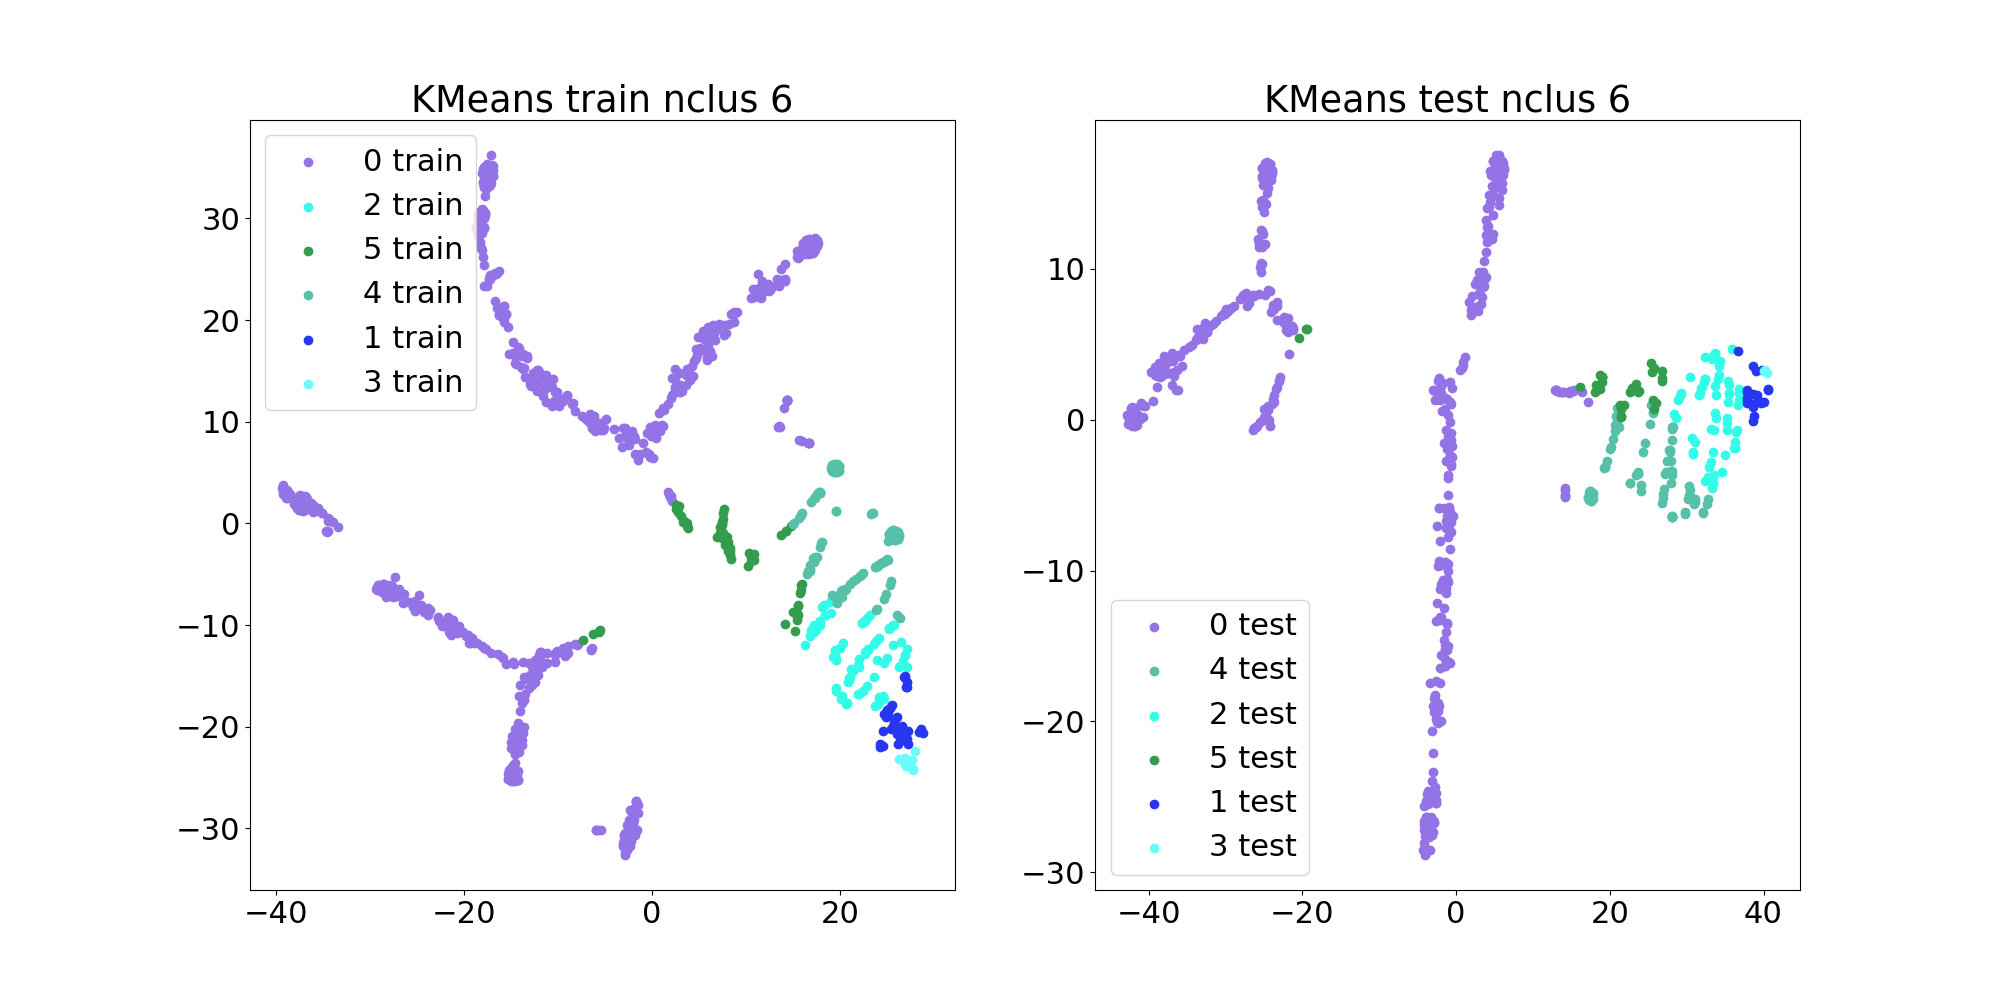 KMeans train nclus 6
0 train
2 train
5 train
4 train
1 train
3 train
30
20
10
0
−10
−20
−30
−40 −20 0 20
KMeans test nclus 6
10
0
−10
−20
−30
0 test
4 test
2 test
5 test
1 test
3 test
−40 −20 0 20 40